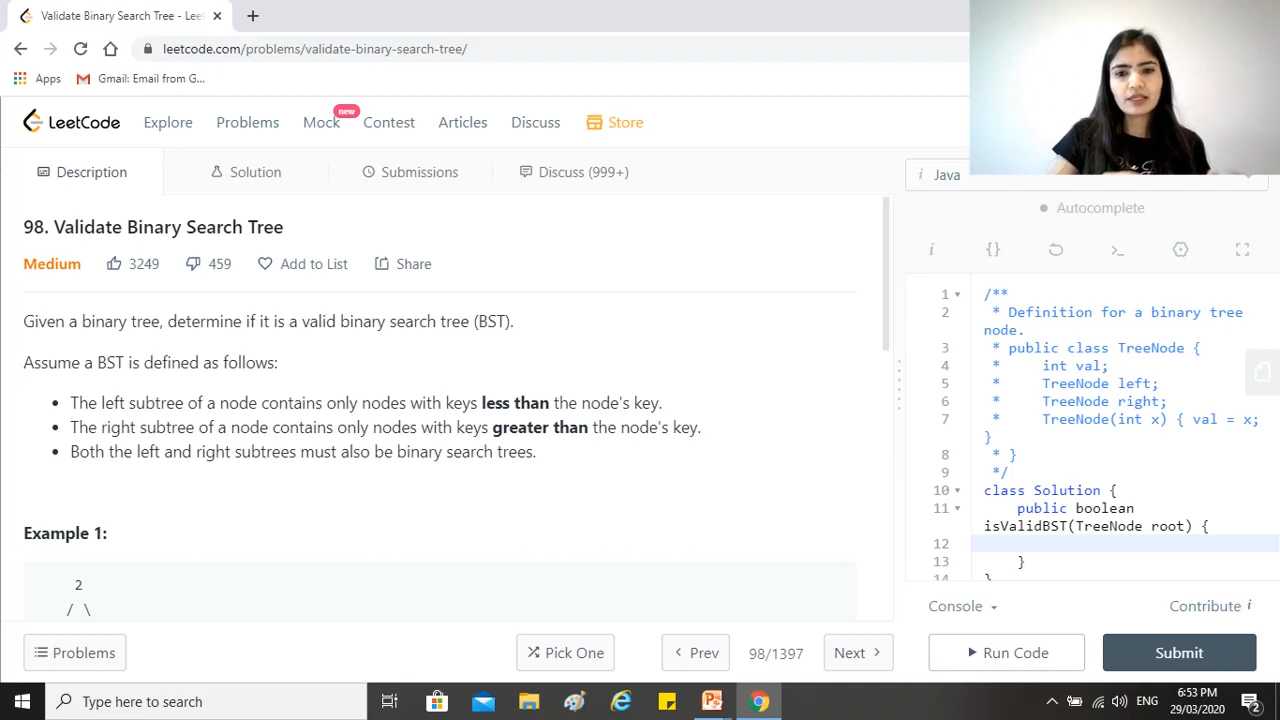 Validate Binary Search Tree - Lee
leetcode.com/problems/validate-binary-search-tree/
Apps Gmail: Email from G...
LeetCode Explore Problems Mock new Contest Articles Discuss Store
Description Solution Submissions Discuss (999+)
i Java
Autocomplete
98. Validate Binary Search Tree
Medium 3249 459 Add to List Share
i {}
Given a binary tree, determine if it is a valid binary search tree (BST).
Assume a BST is defined as follows:
• The left subtree of a node contains only nodes with keys less than the node's key.
• The right subtree of a node contains only nodes with keys greater than the node's key.
• Both the left and right subtrees must also be binary search trees.
Example 1:
2
/ \
1 /**
2 * Definition for a binary tree
node.
3 * public class TreeNode {
4 * int val;
5 * TreeNode left;
6 * TreeNode right;
7 * TreeNode(int x) { val = x;
}
8 * }
9 */
10 class Solution {
11 public boolean
isValidBST(TreeNode root) {
12
13 }
14 }
Console Contribute i
Problems Pick One Prev 98/1397 Next Run Code Submit
Type here to search
ENG
6:53 PM
29/03/2020
2